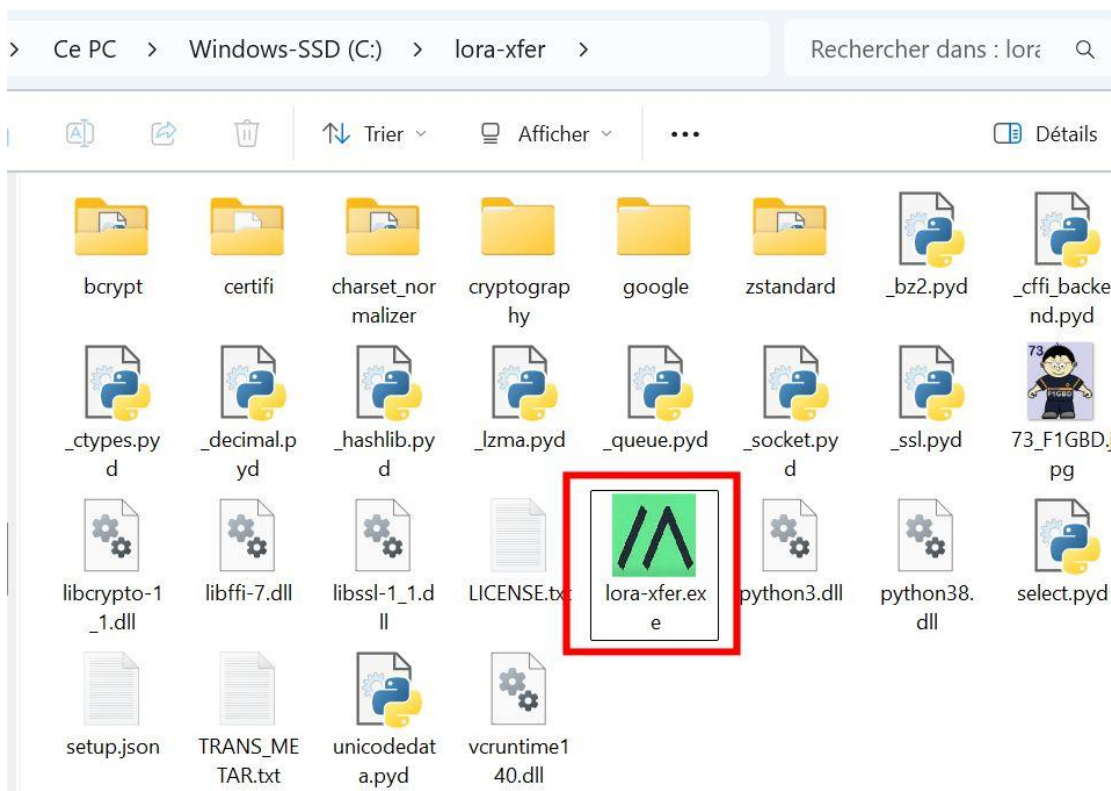 > Ce PC > Windows-SSD (C:) > lora-xfer >
Rechercher dans : lora
Trier
Afficher
Détails
bcrypt
certifi
charset_nor
malizer
cryptograp
hy
google
zstandard
_bz2.pyd
_cffi_backe
nd.pyd
_ctypes.py
d
_decimal.p
yd
_hashlib.py
d
_lzma.pyd
_queue.pyd
_socket.py
d
_ssl.pyd
73
F1GBD
73_F1GBD.j
pg
libcrypto-1
_1.dll
libffi-7.dll
libssl-1_1.d
ll
LICENSE.txt
lora-xfer.ex
e
python3.dll
python38.
dll
select.pyd
setup.json
TRANS_ME
TAR.txt
unicodedat
a.pyd
vcruntime1
40.dll